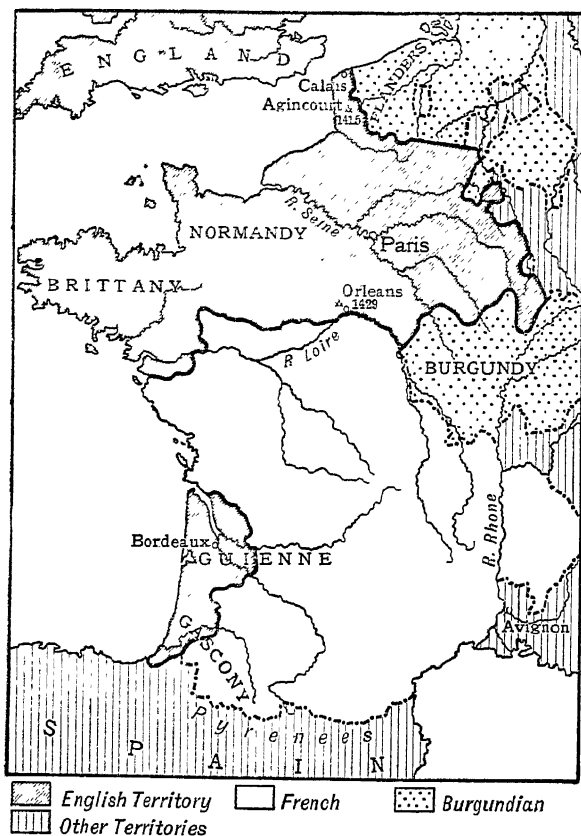 ENGLAND
Calais
FLANDERS
Agincourt
1415
R. Seine
NORMANDY
Paris
BRITTANY
Orleans
1429
R Loire
BURGUNDY
Bordeaux
GUIENNE
R. Rhone
GASCONY
Avignon
Pyrenees
SPAIN
English Territory
French
Burgundian
Other Territories